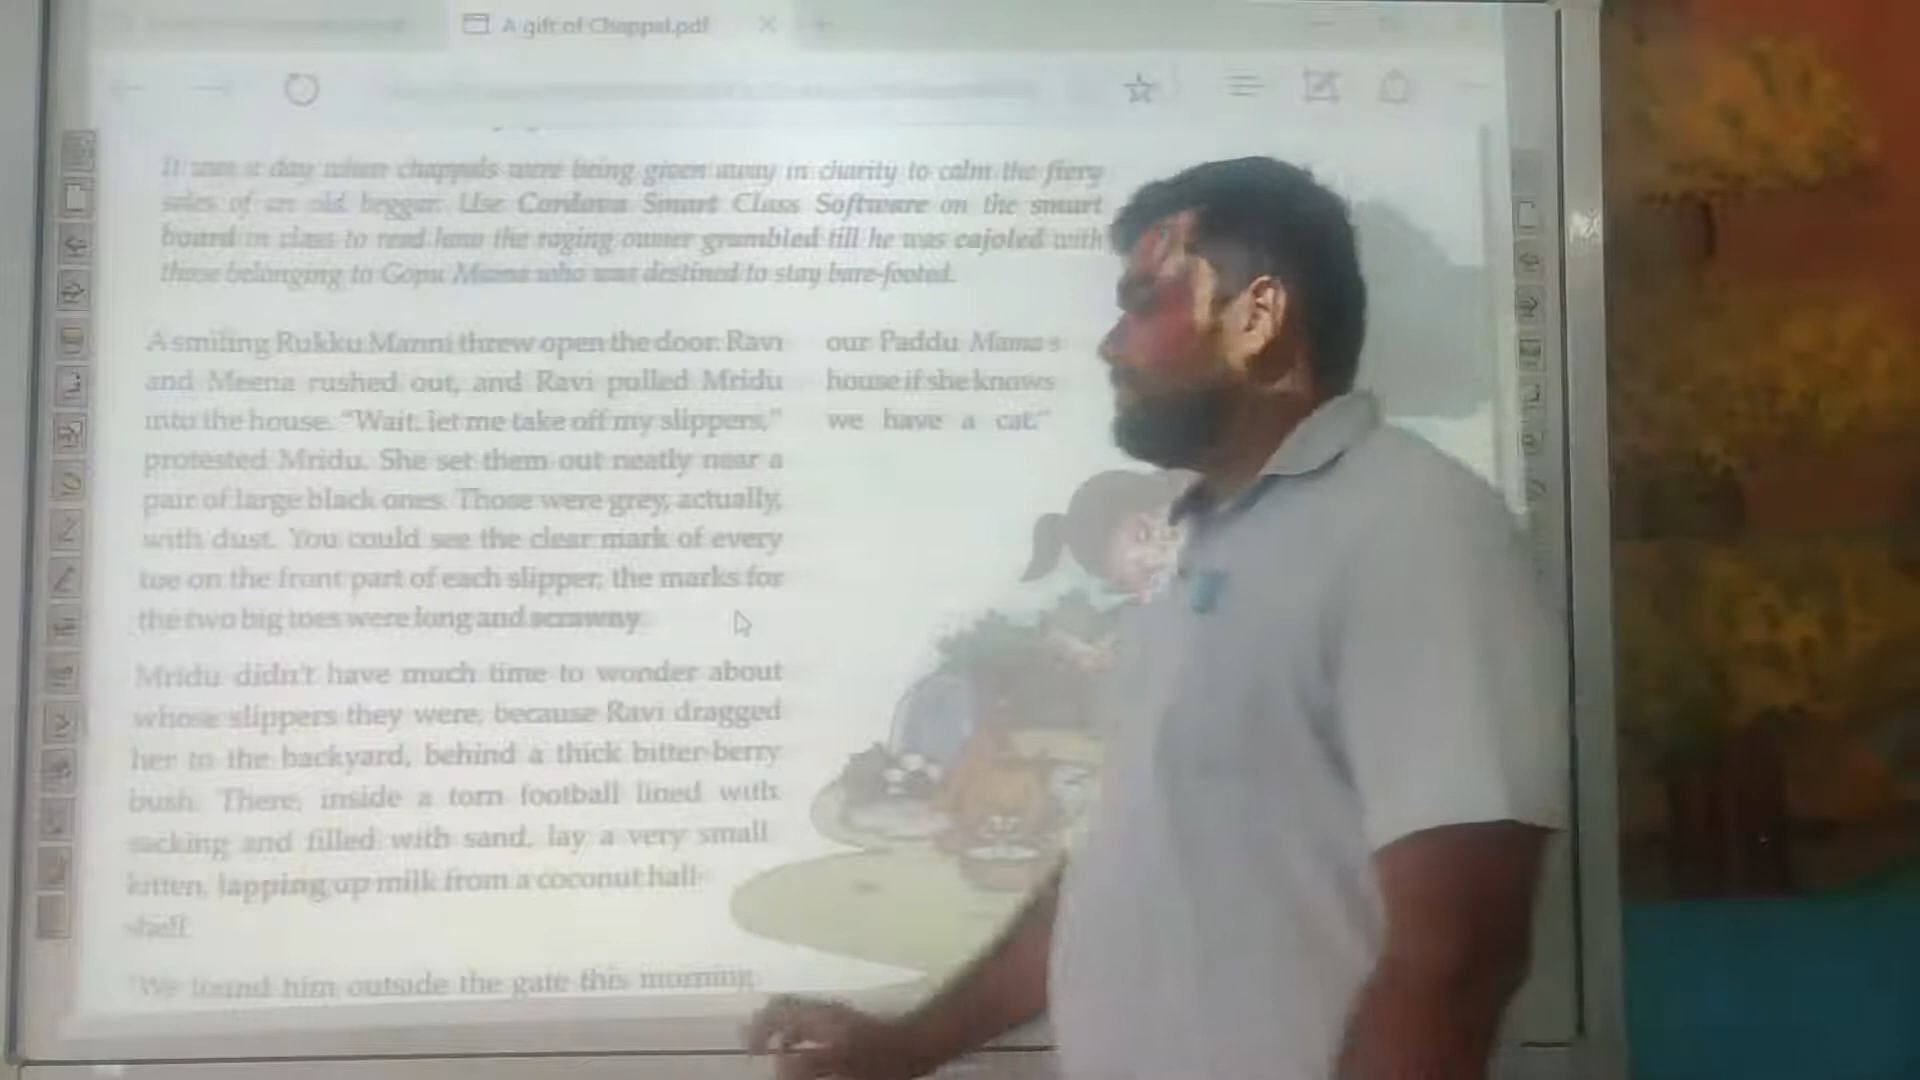 A gift of Chappal.pdf
It was a day when chappals were being given away in charity to calm the fiery
soles of an old beggar. Use Cordova Smart Class Software on the smart
board in class to read how the raging owner grumbled till he was cajoled with
those belonging to Gopu Mama who was destined to stay bare-footed.
A smiling Rukku Manni threw open the door. Ravi
and Meena rushed out, and Ravi pulled Mridu
into the house. "Wait, let me take off my slippers,"
protested Mridu. She set them out neatly near a
pair of large black ones. Those were grey, actually,
with dust. You could see the clear mark of every
toe on the front part of each slipper; the marks for
the two big toes were long and scrawny.
Mridu didn't have much time to wonder about
whose slippers they were, because Ravi dragged
her to the backyard, behind a thick bitter-berry
bush. There, inside a torn football lined with
sacking and filled with sand, lay a very small
kitten, lapping up milk from a coconut half-
shell.
"We found him outside the gate this morning.
our Paddu Mama's
house if she knows
we have a cat."